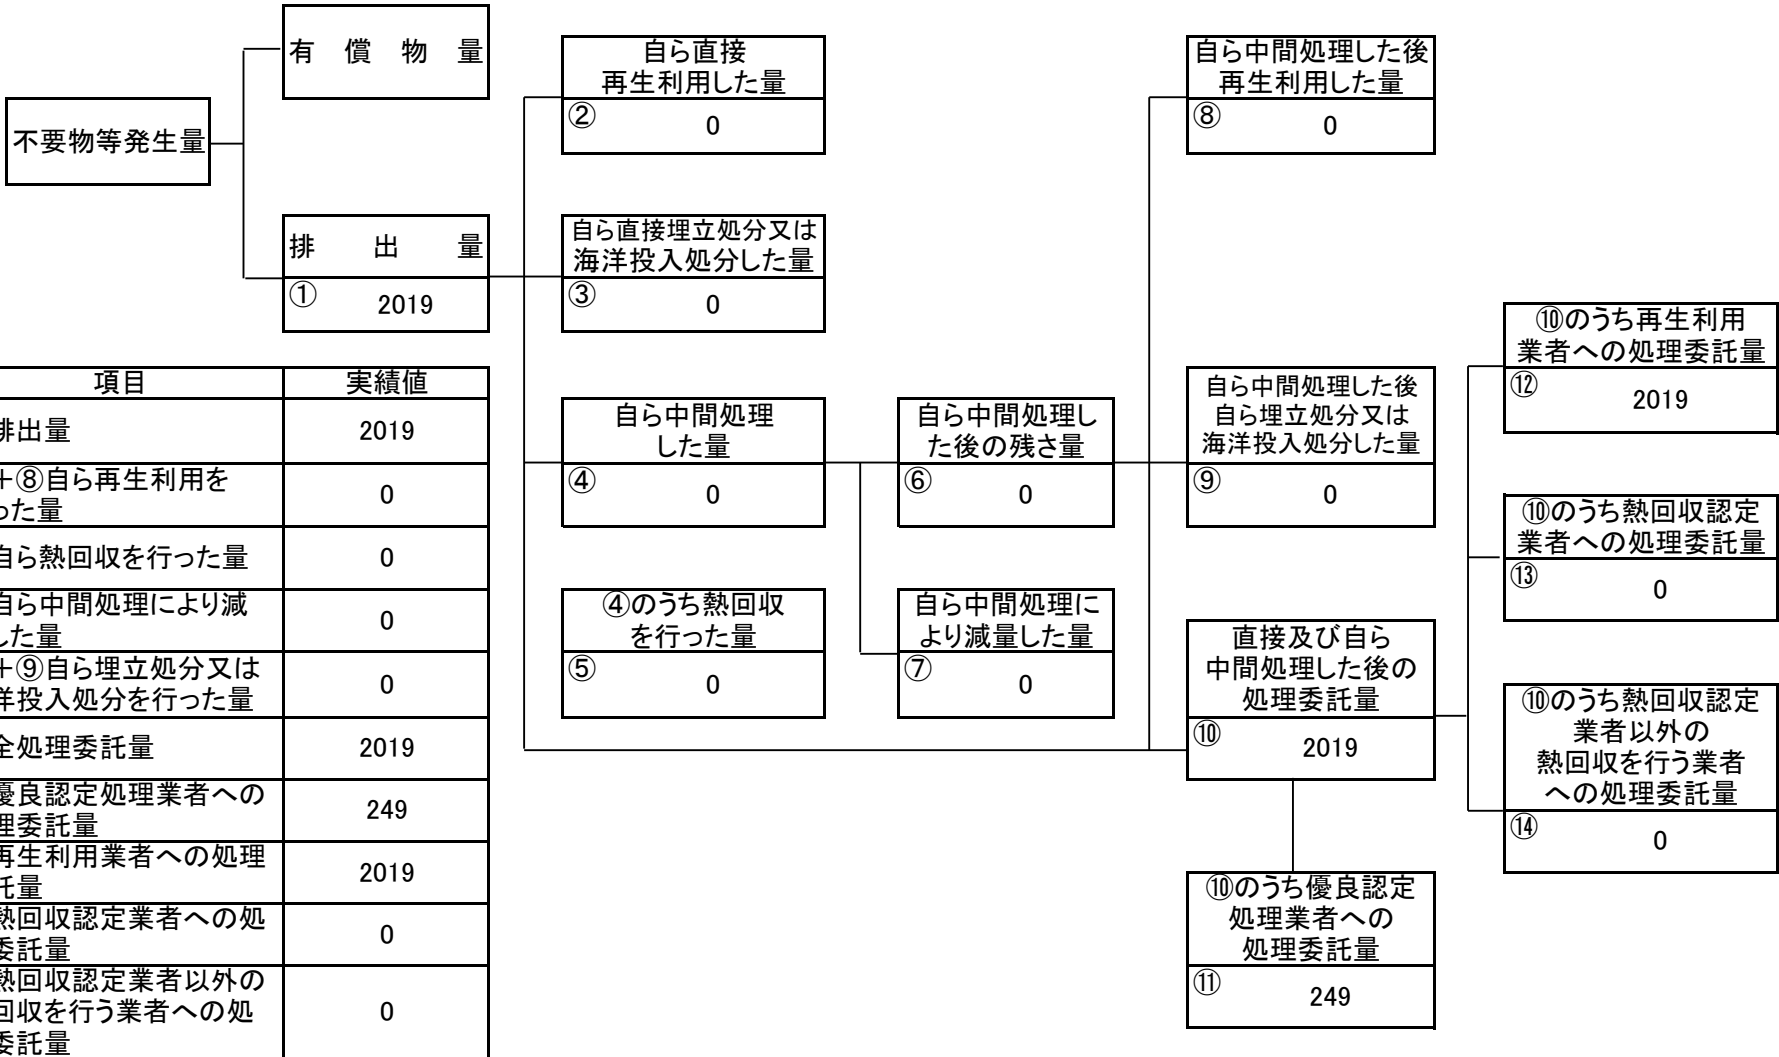 有償物量
不要物等発生量
排出量
①
2019
自ら直接
再生利用した量
②
0
自ら直接埋立処分又は
海洋投入処分した量
③
0
自ら中間処理
した量
④
0
④のうち熱回収
を行った量
⑤
0
自ら中間処理し
た後の残さ量
⑥
0
自ら中間処理に
より減量した量
⑦
0
自ら中間処理した後
再生利用した量
⑧
0
自ら中間処理した後
自ら埋立処分又は
海洋投入処分した量
⑨
0
直接及び自ら
中間処理した後の
処理委託量
⑩
2019
⑩のうち優良認定
処理業者への
処理委託量
⑪
249
⑩のうち再生利用
業者への処理委託量
⑫
2019
⑩のうち熱回収認定
業者への処理委託量
⑬
0
⑩のうち熱回収認定
業者以外の
熱回収を行う業者
への処理委託量
⑭
0
項目 実績値
排出量 2019
+⑧自ら再生利用を
った量 0
自ら熱回収を行った量 0
自ら中間処理により減
した量 0
+⑨自ら埋立処分又は
洋投入処分を行った量 0
全処理委託量 2019
優良認定処理業者への
理委託量 249
再生利用業者への処理
託量 2019
熱回収認定業者への処
委託量 0
熱回収認定業者以外の
回収を行う業者への処
委託量 0